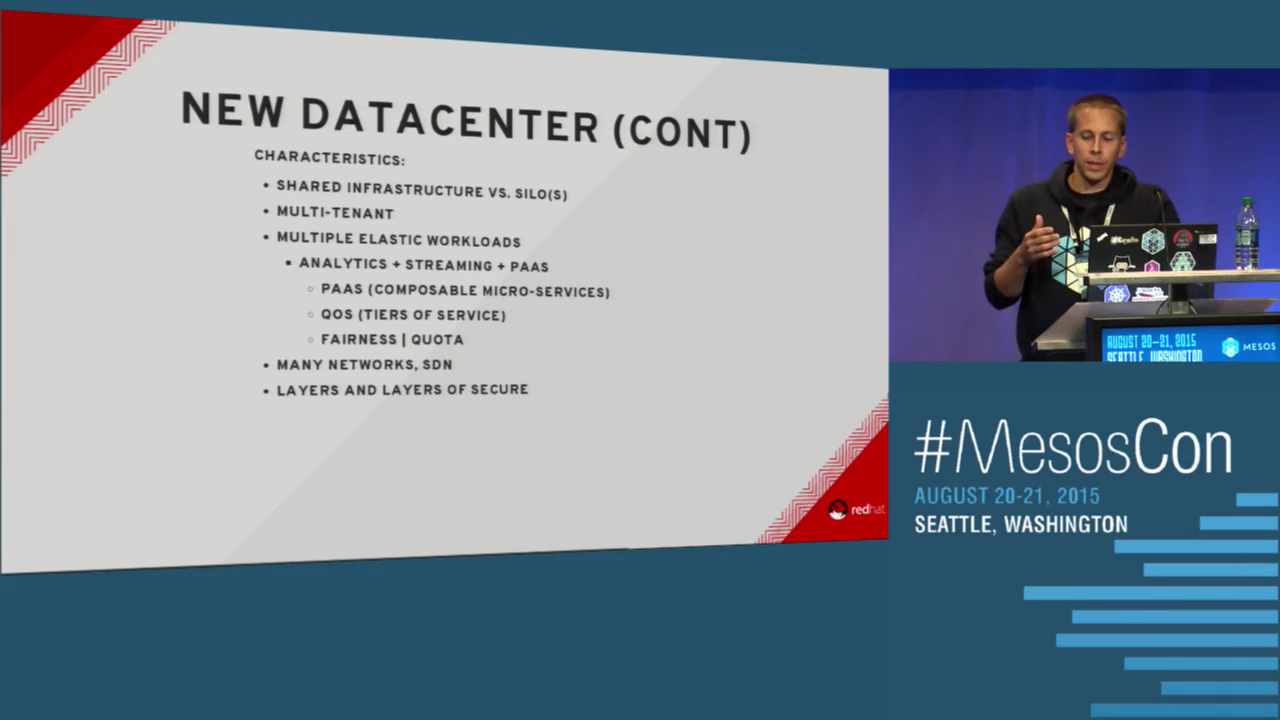 NEW DATACENTER (CONT)
CHARACTERISTICS:
• SHARED INFRASTRUCTURE VS. SILO(S)
• MULTI-TENANT
• MULTIPLE ELASTIC WORKLOADS
▪ ANALYTICS + STREAMING + PAAS
○ PAAS (COMPOSABLE MICRO-SERVICES)
○ QOS (TIERS OF SERVICE)
○ FAIRNESS | QUOTA
• MANY NETWORKS, SDN
• LAYERS AND LAYERS OF SECURE
redhat
AUGUST 20-21, 2015
SEATTLE, WASHINGTON
MESOS
#MesosCon
AUGUST 20-21, 2015
SEATTLE, WASHINGTON